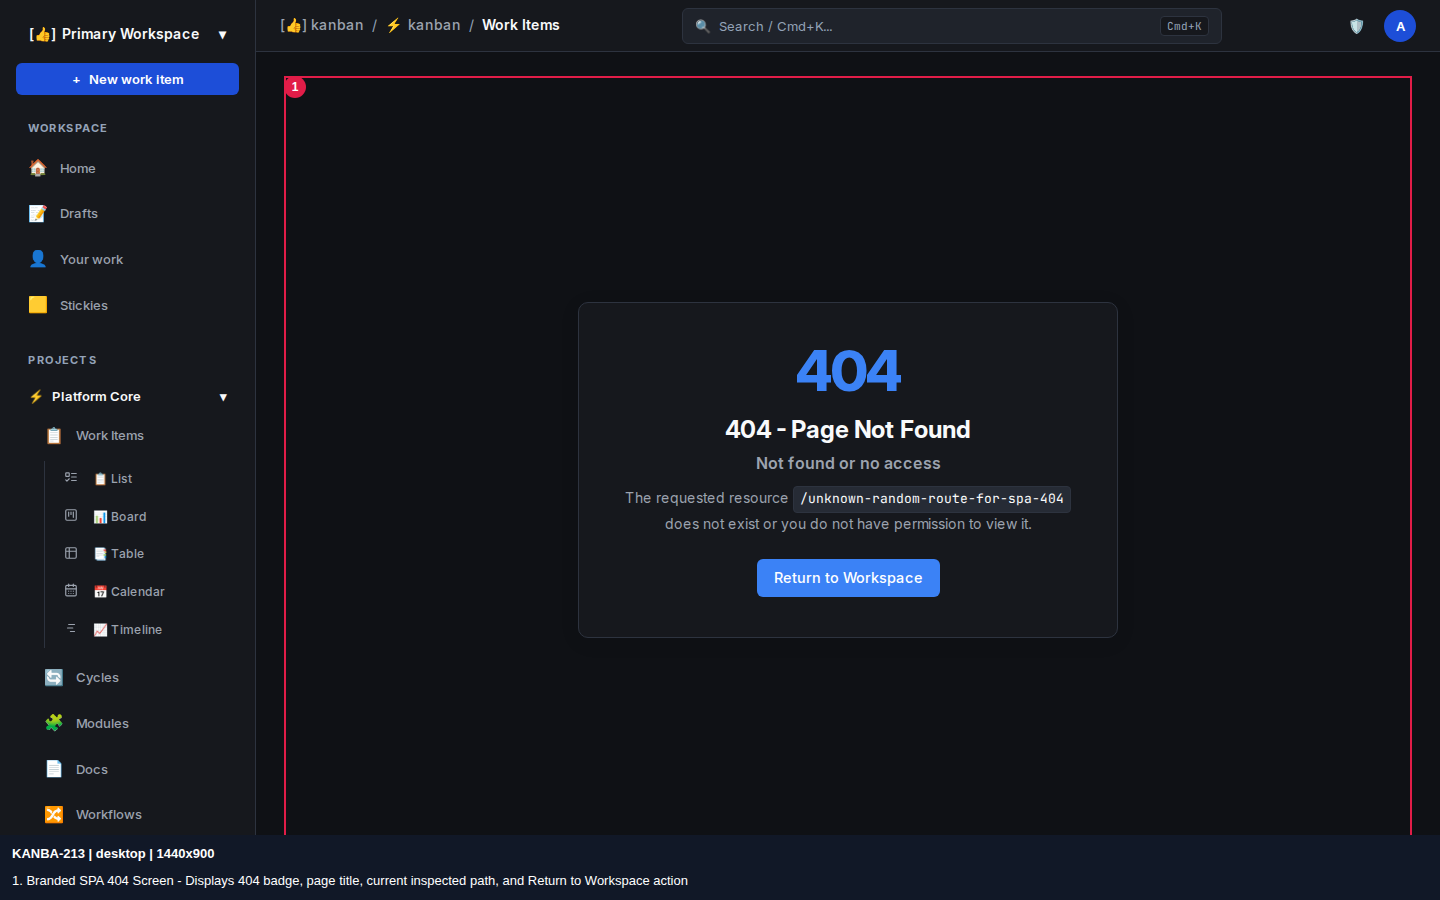 [👍] Primary Workspace ▼
+ New work item
WORKSPACE
🏠 Home
📝 Drafts
👤 Your work
🟨 Stickies
PROJECTS
⚡ Platform Core ▼
📋 Work Items
📋 List
📊 Board
📑 Table
📅 Calendar
📈 Timeline
🔄 Cycles
🧩 Modules
📄 Docs
🔀 Workflows
[👍] kanban / ⚡ kanban / Work Items
🔍 Search / Cmd+K... Cmd+K
A
1
404
404 - Page Not Found
Not found or no access
The requested resource /unknown-random-route-for-spa-404
does not exist or you do not have permission to view it.
Return to Workspace
KANBA-213 | desktop | 1440x900
1. Branded SPA 404 Screen - Displays 404 badge, page title, current inspected path, and Return to Workspace action